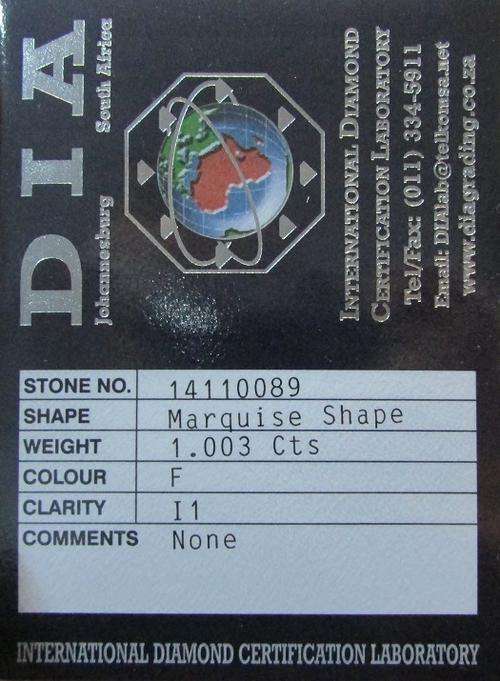 DIA
Johannesburg South Africa
INTERNATIONAL DIAMOND
CERTIFICATION LABORATORY
Tel/Fax: (011) 334-5911
Email: DIAlab@telkomsa.net
www.diagrading.co.za
STONE NO. 14110089
SHAPE Marquise Shape
WEIGHT 1.003 Cts
COLOUR F
CLARITY I1
COMMENTS None
INTERNATIONAL DIAMOND CERTIFICATION LABORATORY